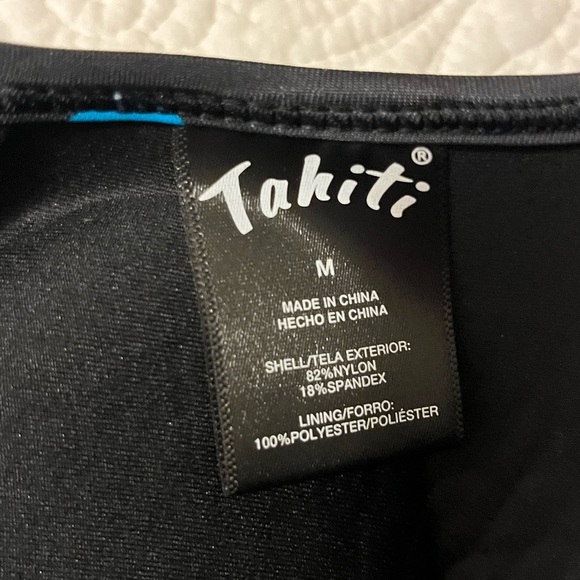 Tahiti®
M
MADE IN CHINA
HECHO EN CHINA
SHELL/TELA EXTERIOR:
82%NYLON
18%SPANDEX
LINING/FORRO:
100%POLYESTER/POLIÉSTER